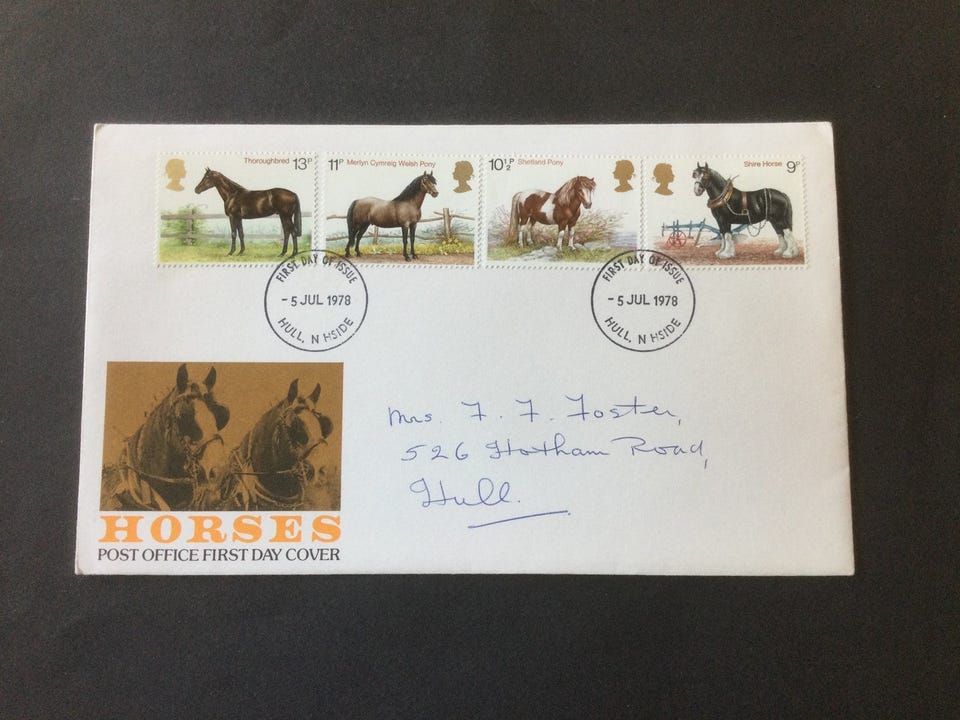 Thoroughbred 13P
11P Merlyn Cymreig Welsh Pony
10½P Shetland Pony
Shire Horse 9P
FIRST DAY OF ISSUE
- 5 JUL 1978
HULL, N HSIDE
FIRST DAY OF ISSUE
- 5 JUL 1978
HULL, N HSIDE
Mrs. F. F. Foster,
526 Hotham Road,
Hull.
HORSES
POST OFFICE FIRST DAY COVER